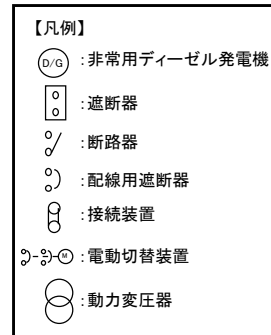 【凡例】
D/G :非常用ディーゼル発電機
:遮断器
:断路器
:配線用遮断器
:接続装置
M :電動切替装置
:動力変圧器